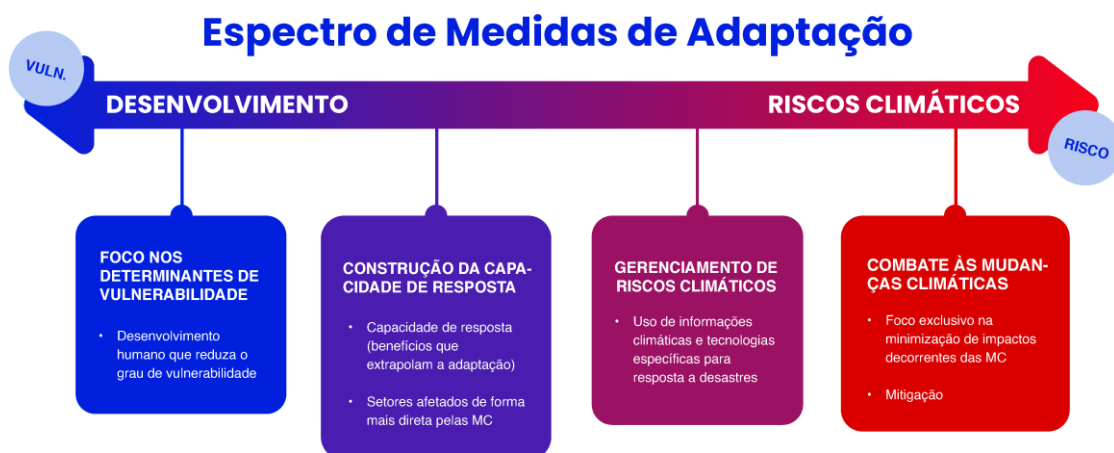 Espectro de Medidas de Adaptação
VULN.
DESENVOLVIMENTO
RISCOS CLIMÁTICOS
RISCO
FOCO NOS
DETERMINANTES DE
VULNERABILIDADE
• Desenvolvimento
humano que reduza o
grau de vulnerabilidade
CONSTRUÇÃO DA CAPA-
CIDADE DE RESPOSTA
• Capacidade de resposta
(benefícios que
extrapolam a adaptação)
• Setores afetados de forma
mais direta pelas MC
GERENCIAMENTO DE
RISCOS CLIMÁTICOS
• Uso de informações
climáticas e tecnologias
específicas para
resposta a desastres
COMBATE ÀS MUDAN-
ÇAS CLIMÁTICAS
• Foco exclusivo na
minimização de impactos
decorrentes das MC
• Mitigação